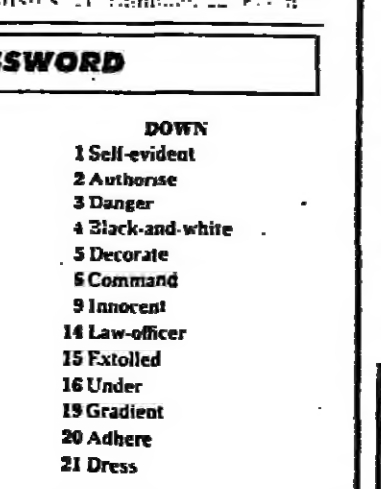 SSWORD
DOWN
1 Self-evident
2 Authorise
3 Danger
4 Black-and-white
5 Decorate
6 Command
9 Innocent
14 Law-officer
15 Extolled
16 Under
19 Gradient
20 Adhere
21 Dress